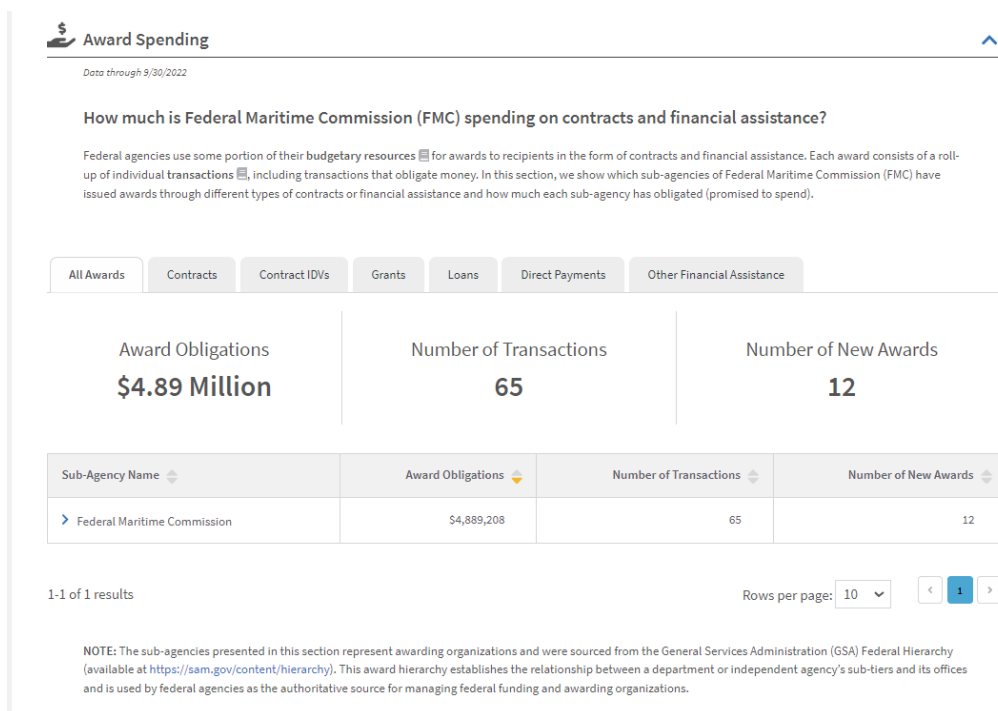 Award Spending
Data through 9/30/2022
How much is Federal Maritime Commission (FMC) spending on contracts and financial assistance?
Federal agencies use some portion of their budgetary resources for awards to recipients in the form of contracts and financial assistance. Each award consists of a roll-
up of individual transactions , including transactions that obligate money. In this section, we show which sub-agencies of Federal Maritime Commission (FMC) have
issued awards through different types of contracts or financial assistance and how much each sub-agency has obligated (promised to spend).
All Awards Contracts Contract IDVs Grants Loans Direct Payments Other Financial Assistance
Award Obligations Number of Transactions Number of New Awards
$4.89 Million 65 12
Sub-Agency Name Award Obligations Number of Transactions Number of New Awards
Federal Maritime Commission $4,889,208 65 12
1-1 of 1 results Rows per page: 10 < 1 >
NOTE: The sub-agencies presented in this section represent awarding organizations and were sourced from the General Services Administration (GSA) Federal Hierarchy
(available at https://sam.gov/content/hierarchy). This award hierarchy establishes the relationship between a department or independent agency's sub-tiers and its offices
and is used by federal agencies as the authoritative source for managing federal funding and awarding organizations.